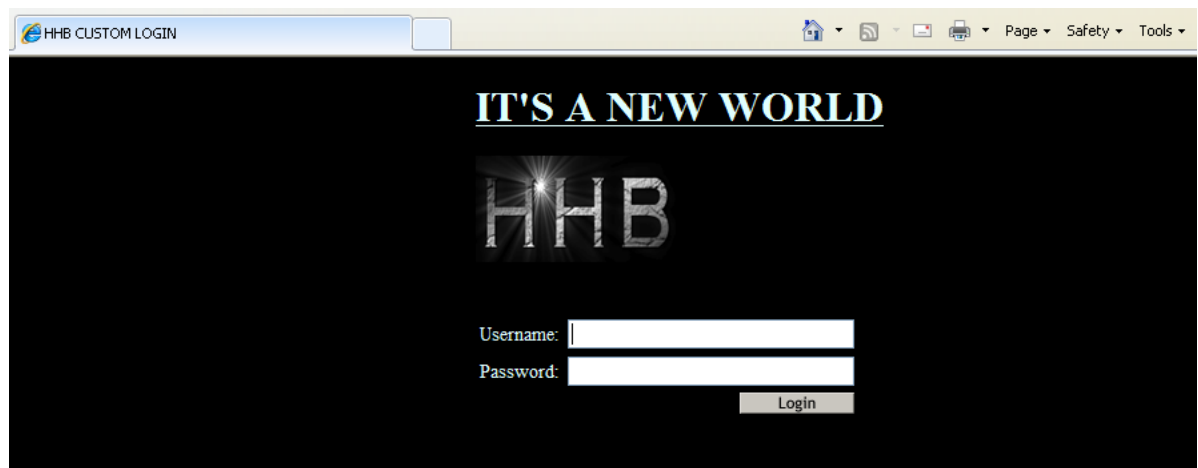 HHB CUSTOM LOGIN
Page Safety Tools
IT'S A NEW WORLD
HHB
Username:
Password:
Login